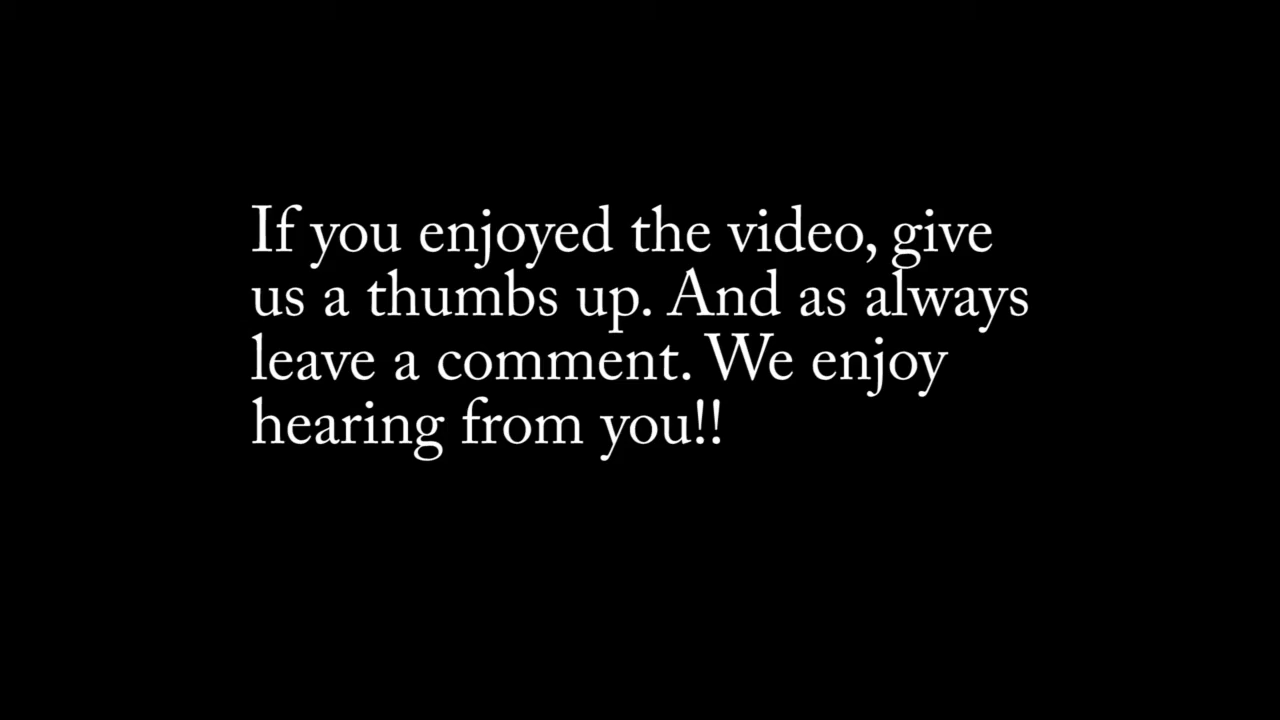 If you enjoyed the video, give
us a thumbs up. And as always
leave a comment. We enjoy
hearing from you!!